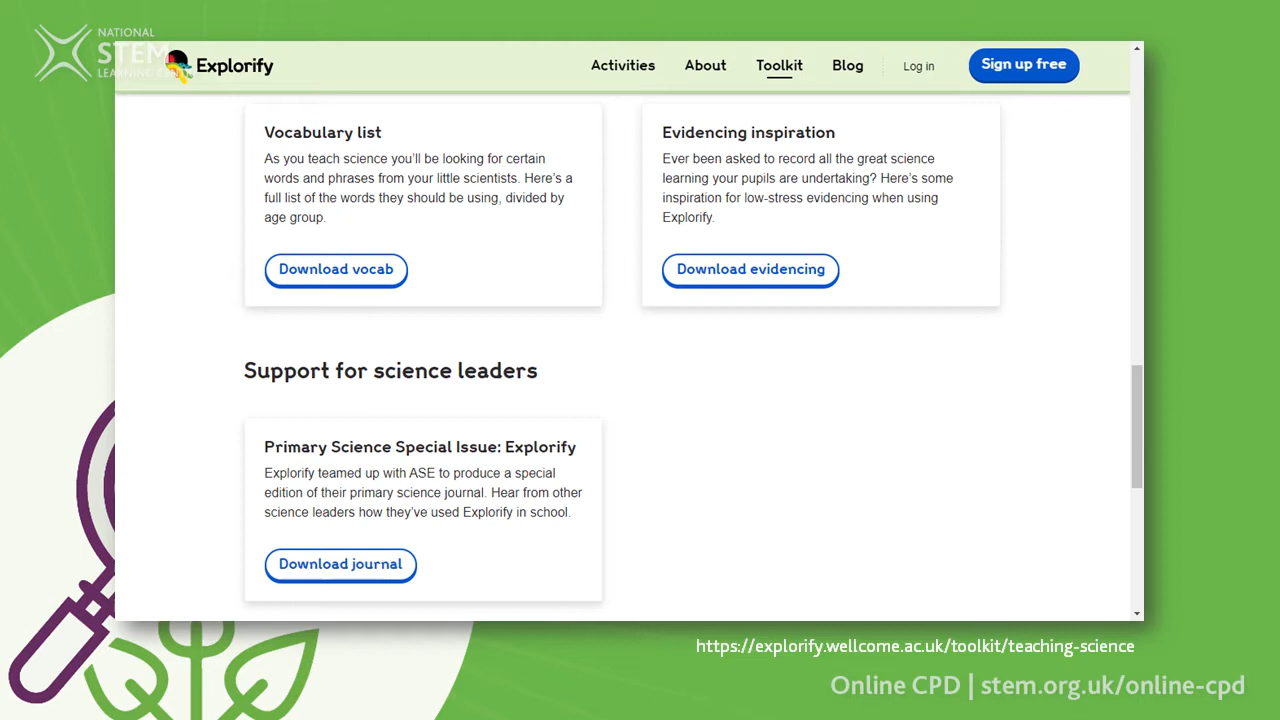 NATIONAL
STEM
LEARNING
Explorify
Activities About Toolkit Blog Log in Sign up free
Vocabulary list
As you teach science you'll be looking for certain
words and phrases from your little scientists. Here's a
full list of the words they should be using, divided by
age group.
Download vocab
Evidencing inspiration
Ever been asked to record all the great science
learning your pupils are undertaking? Here's some
inspiration for low-stress evidencing when using
Explorify.
Download evidencing
Support for science leaders
Primary Science Special Issue: Explorify
Explorify teamed up with ASE to produce a special
edition of their primary science journal. Hear from other
science leaders how they've used Explorify in school.
Download journal
https://explorify.wellcome.ac.uk/toolkit/teaching-science
Online CPD | stem.org.uk/online-cpd